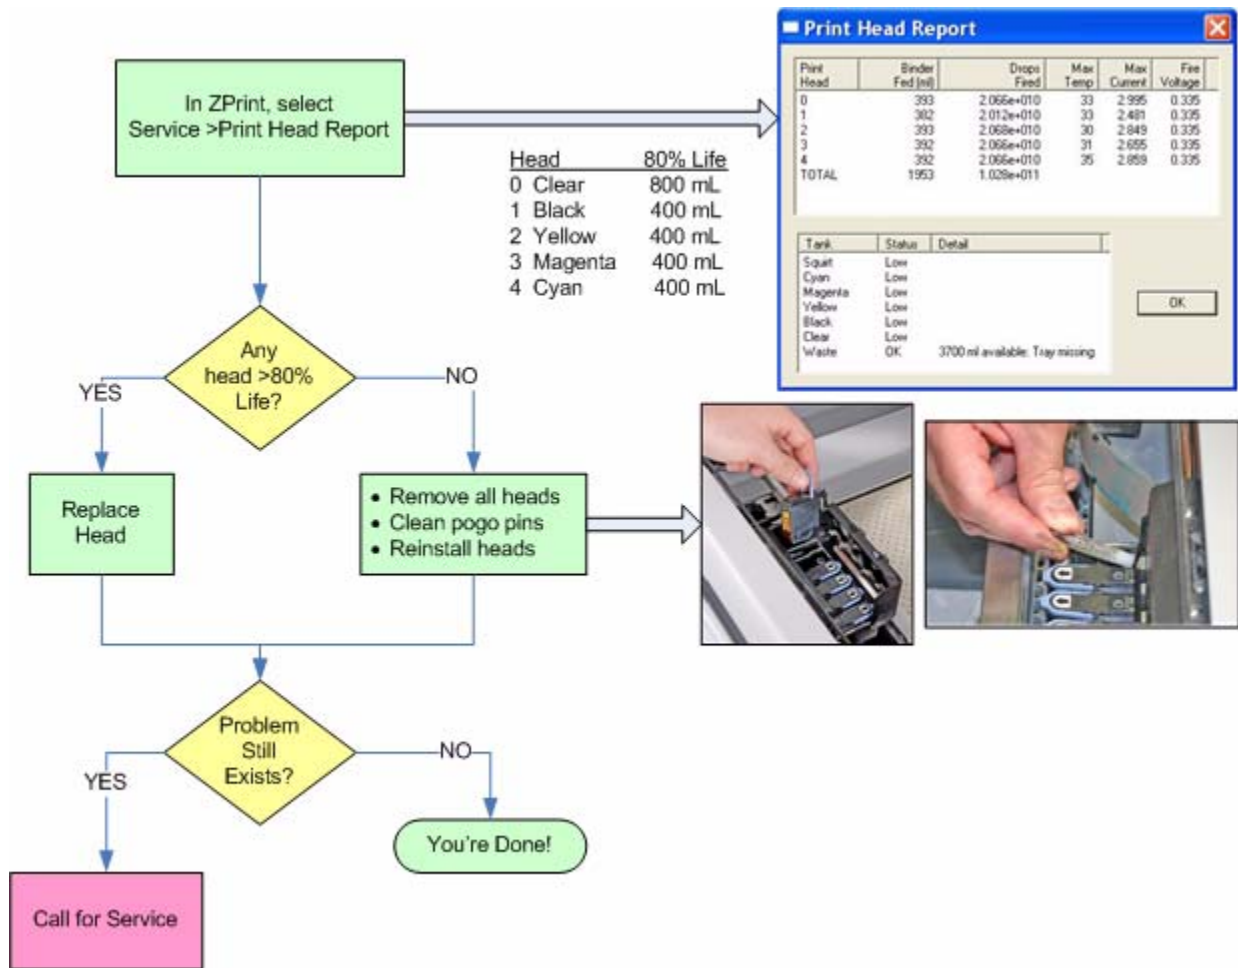 In ZPrint, select
Service >Print Head Report
Head 80% Life
0 Clear 800 mL
1 Black 400 mL
2 Yellow 400 mL
3 Magenta 400 mL
4 Cyan 400 mL
Print Head Report
Print Head Binder Fed (ml) Drops Fired Max Temp Max Current Fire Voltage
0 393 2.066e+010 33 2.995 0.335
1 382 2.012e+010 33 2.481 0.335
2 393 2.068e+010 30 2.849 0.335
3 392 2.066e+010 31 2.655 0.335
4 392 2.066e+010 35 2.859 0.335
TOTAL 1953 1.028e+011
Tank Status Detail
Squirt Low
Cyan Low
Magenta Low
Yellow Low
Black Low
Clear Low
Waste OK 3700 ml available: Tray missing
OK
Any
head >80%
Life?
YES
NO
Replace
Head
• Remove all heads
• Clean pogo pins
• Reinstall heads
Problem
Still
Exists?
YES
NO
You're Done!
Call for Service